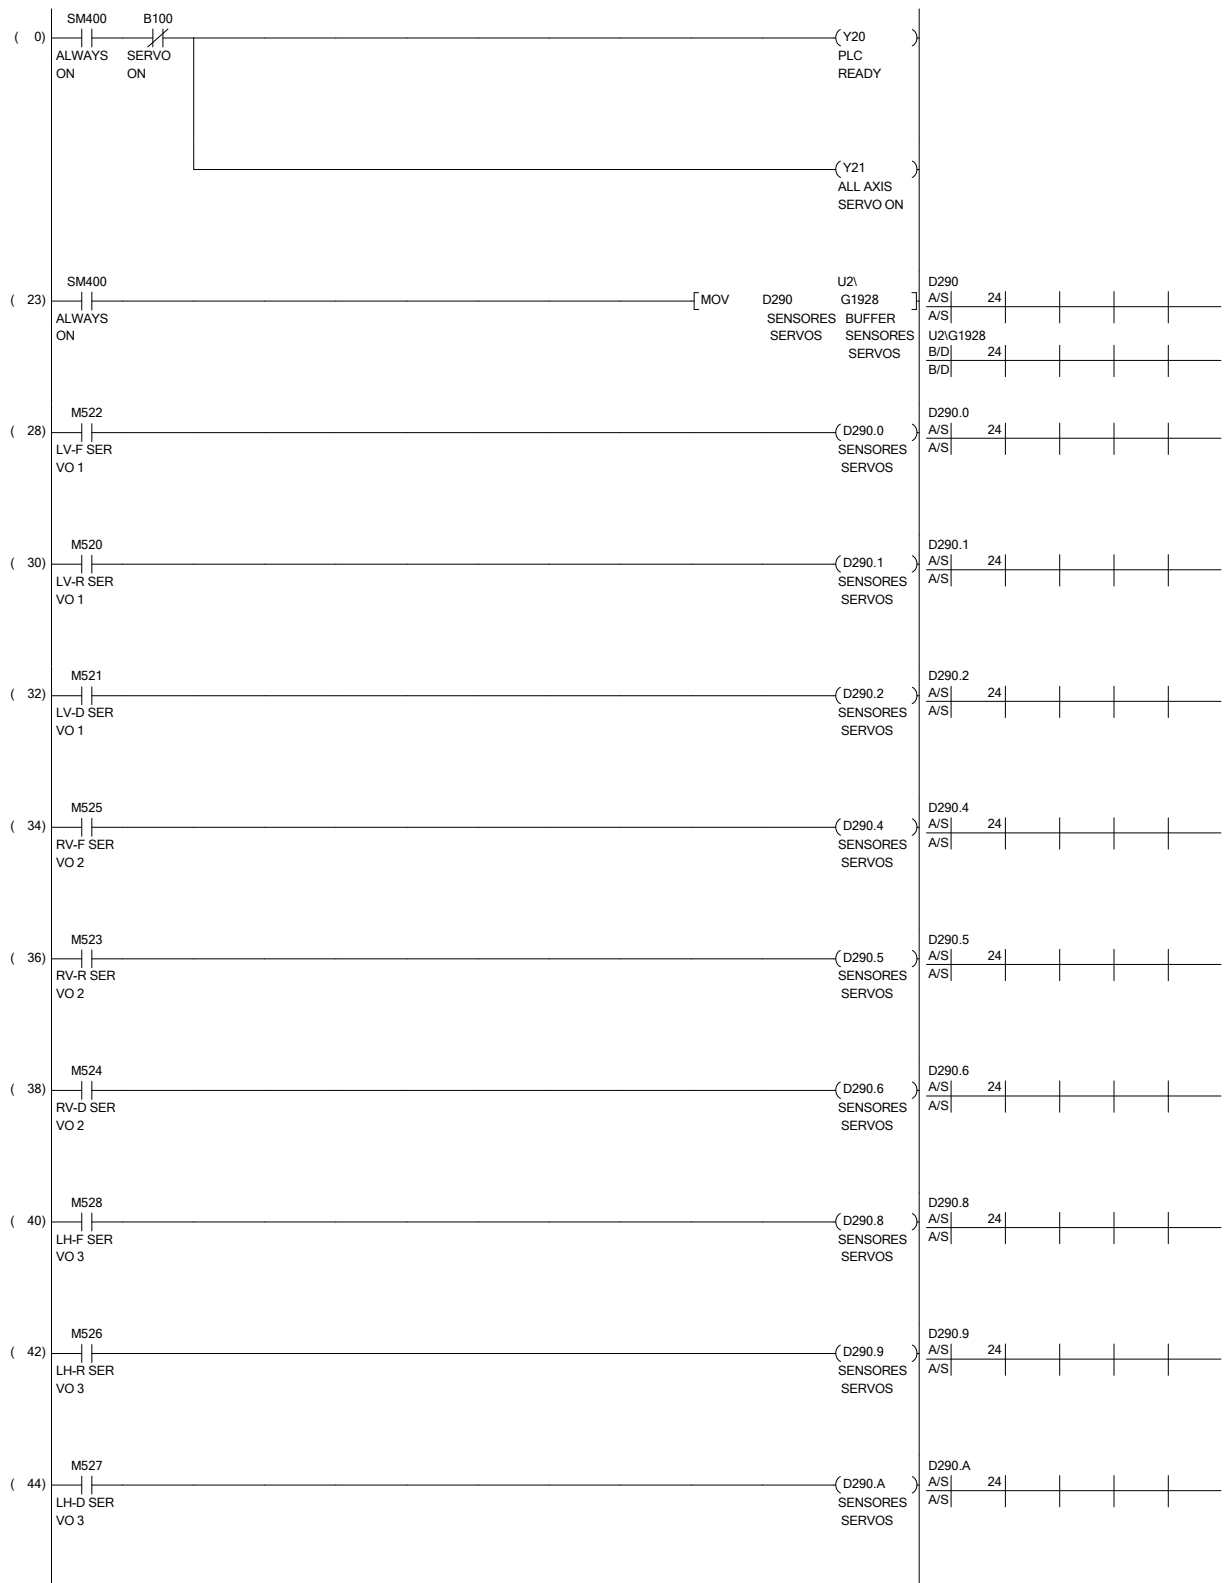 SM400 B100
( 0) (Y20 )
ALWAYS SERVO PLC
ON ON READY
(Y21 )
ALL AXIS
SERVO ON
SM400 U2\ D290
( 23) [MOV D290 G1928 ] A/S 24
ALWAYS SENSORES BUFFER A/S
ON SERVOS SENSORES U2\G1928
SERVOS B/D 24
B/D
M522 D290.0
( 28) (D290.0 ) A/S 24
LV-F SER SENSORES A/S
VO 1 SERVOS
M520 D290.1
( 30) (D290.1 ) A/S 24
LV-R SER SENSORES A/S
VO 1 SERVOS
M521 D290.2
( 32) (D290.2 ) A/S 24
LV-D SER SENSORES A/S
VO 1 SERVOS
M525 D290.4
( 34) (D290.4 ) A/S 24
RV-F SER SENSORES A/S
VO 2 SERVOS
M523 D290.5
( 36) (D290.5 ) A/S 24
RV-R SER SENSORES A/S
VO 2 SERVOS
M524 D290.6
( 38) (D290.6 ) A/S 24
RV-D SER SENSORES A/S
VO 2 SERVOS
M528 D290.8
( 40) (D290.8 ) A/S 24
LH-F SER SENSORES A/S
VO 3 SERVOS
M526 D290.9
( 42) (D290.9 ) A/S 24
LH-R SER SENSORES A/S
VO 3 SERVOS
M527 D290.A
( 44) (D290.A ) A/S 24
LH-D SER SENSORES A/S
VO 3 SERVOS